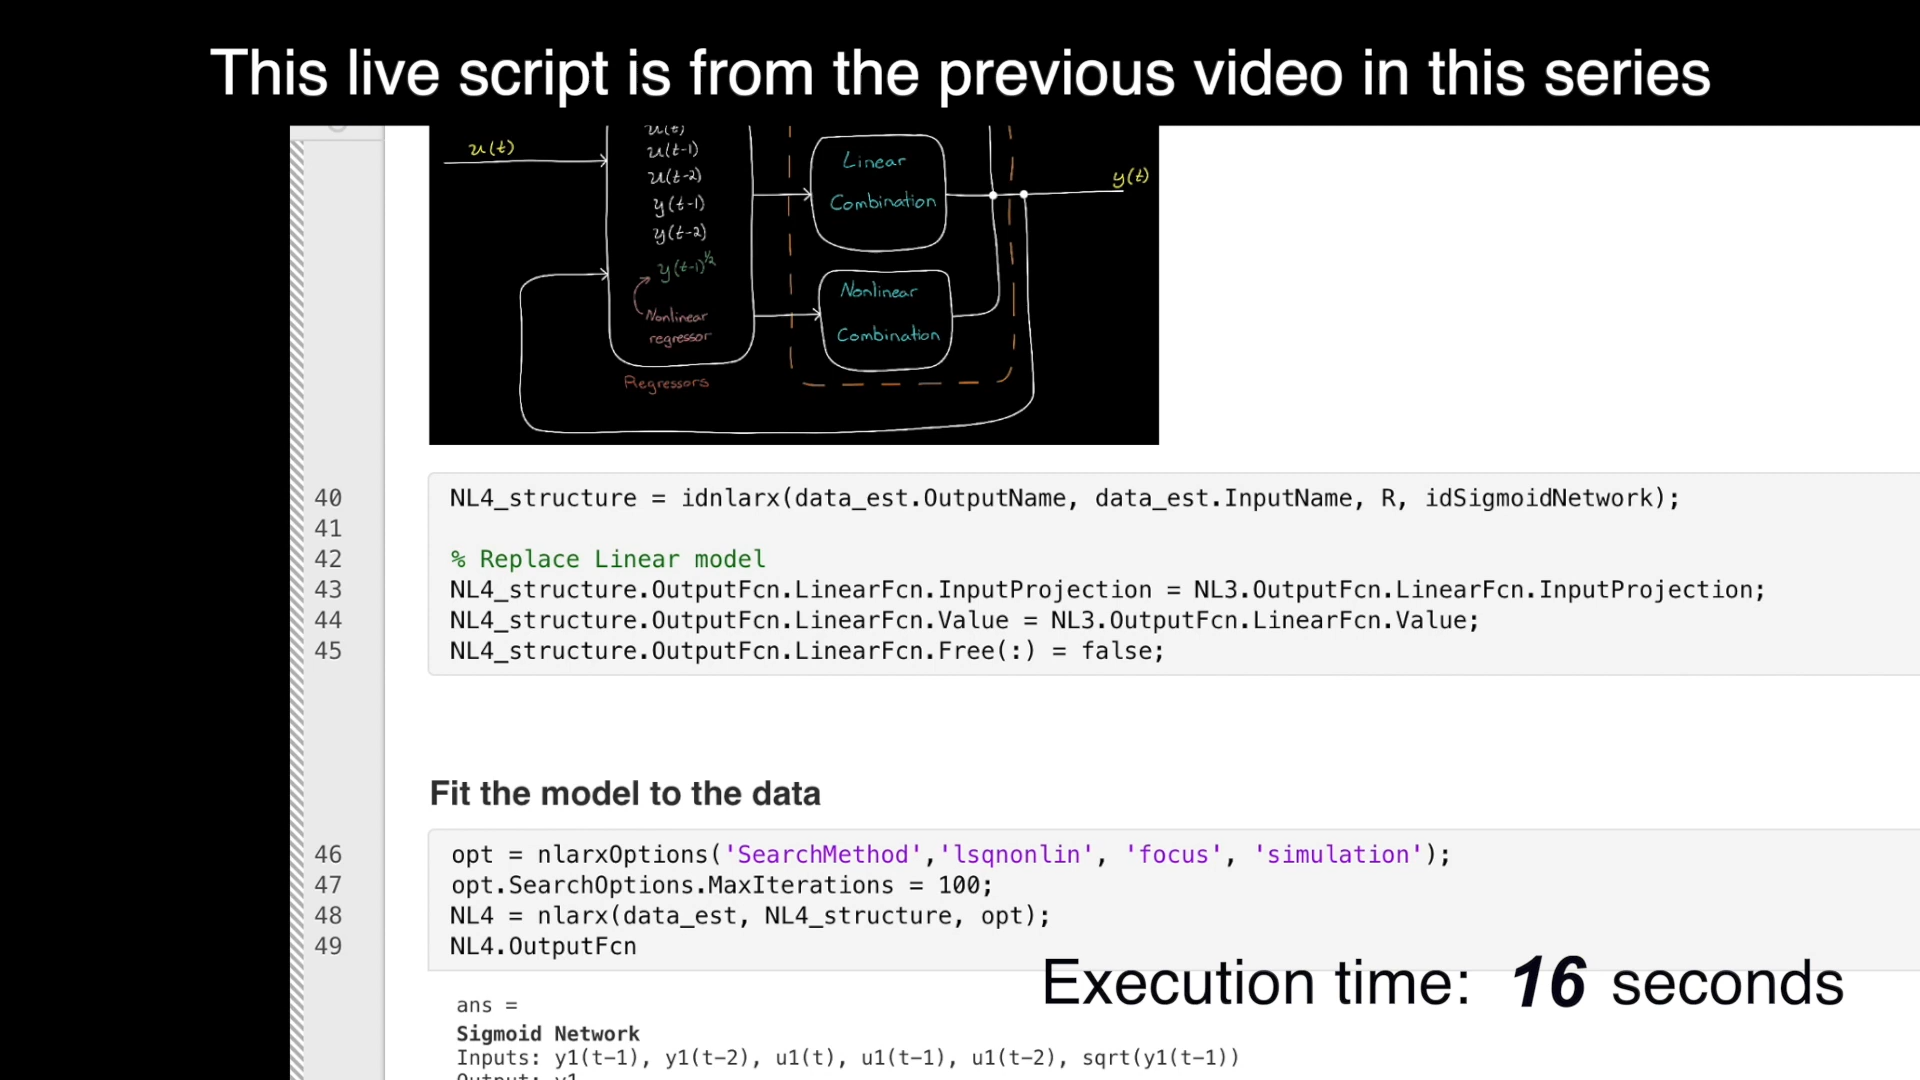 This live script is from the previous video in this series
u(t)
u(t)
u(t-1)
u(t-2)
y(t-1)
y(t-2)
y(t-1)^½
Nonlinear
regressor
Regressors
Linear
Combination
Nonlinear
Combination
y(t)
40 NL4_structure = idnlarx(data_est.OutputName, data_est.InputName, R, idSigmoidNetwork);
41
42 % Replace Linear model
43 NL4_structure.OutputFcn.LinearFcn.InputProjection = NL3.OutputFcn.LinearFcn.InputProjection;
44 NL4_structure.OutputFcn.LinearFcn.Value = NL3.OutputFcn.LinearFcn.Value;
45 NL4_structure.OutputFcn.LinearFcn.Free(:) = false;
Fit the model to the data
46 opt = nlarxOptions('SearchMethod','lsqnonlin', 'focus', 'simulation');
47 opt.SearchOptions.MaxIterations = 100;
48 NL4 = nlarx(data_est, NL4_structure, opt);
49 NL4.OutputFcn
Execution time: 16 seconds
ans =
Sigmoid Network
Inputs: y1(t-1), y1(t-2), u1(t), u1(t-1), u1(t-2), sqrt(y1(t-1))
Output: y1